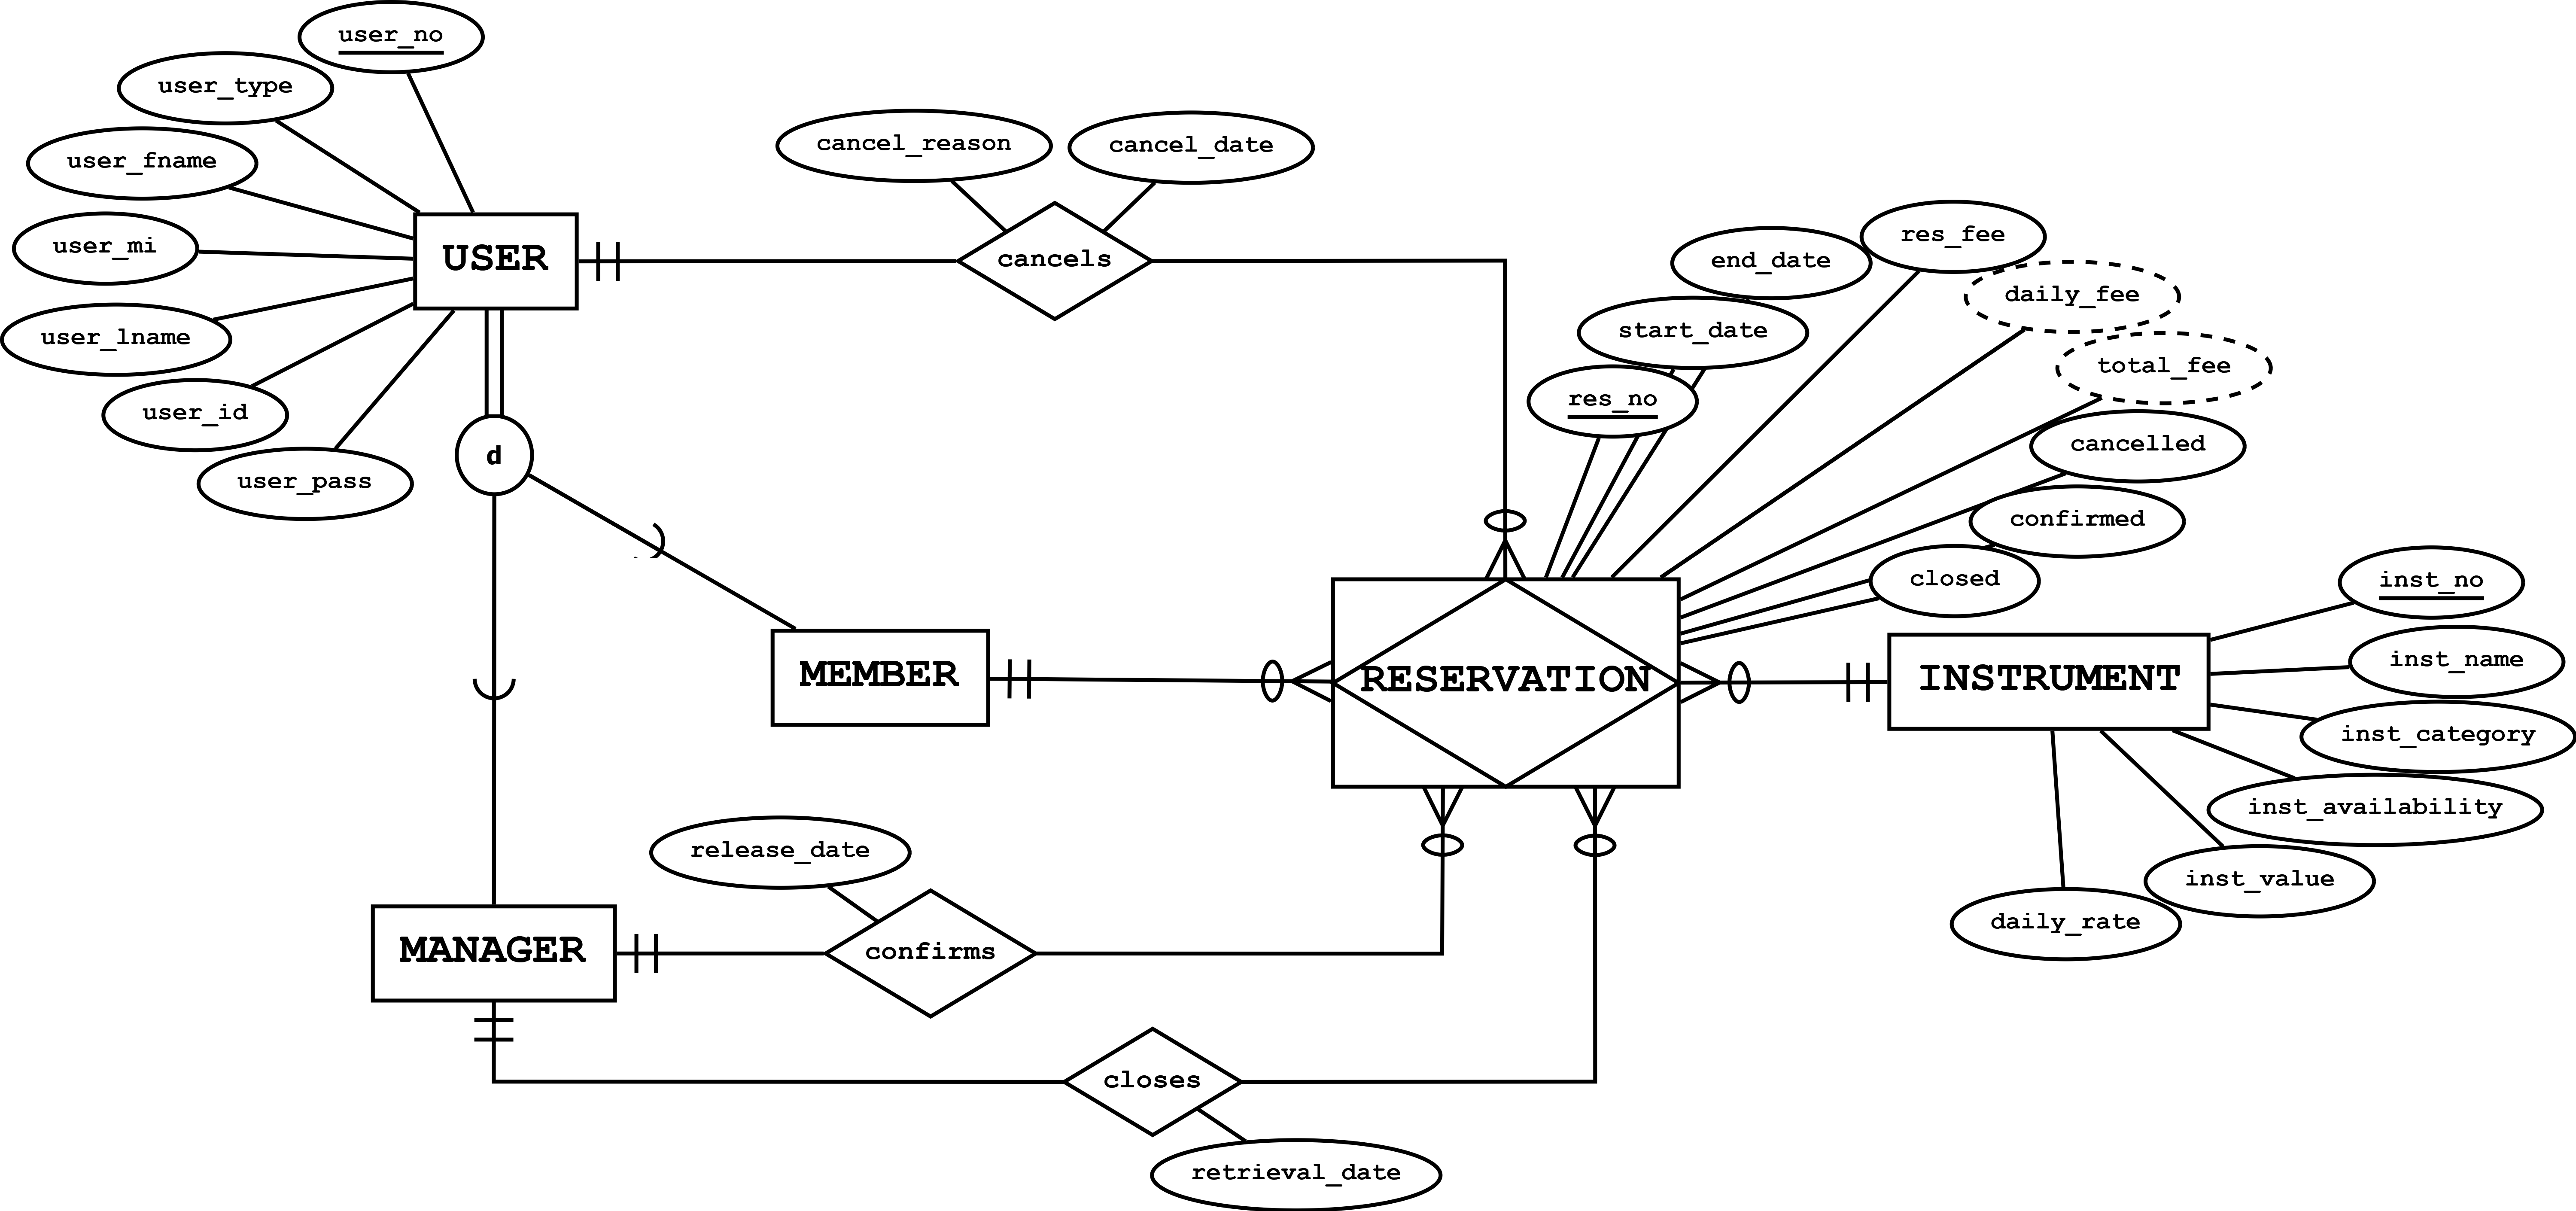 user_no
user_type
user_fname
user_mi
user_lname
user_id
user_pass
USER
d
cancel_reason
cancel_date
cancels
res_fee
end_date
daily_fee
start_date
total_fee
res_no
cancelled
confirmed
closed
MEMBER
RESERVATION
INSTRUMENT
inst_no
inst_name
inst_category
inst_availability
inst_value
daily_rate
release_date
MANAGER
confirms
closes
retrieval_date